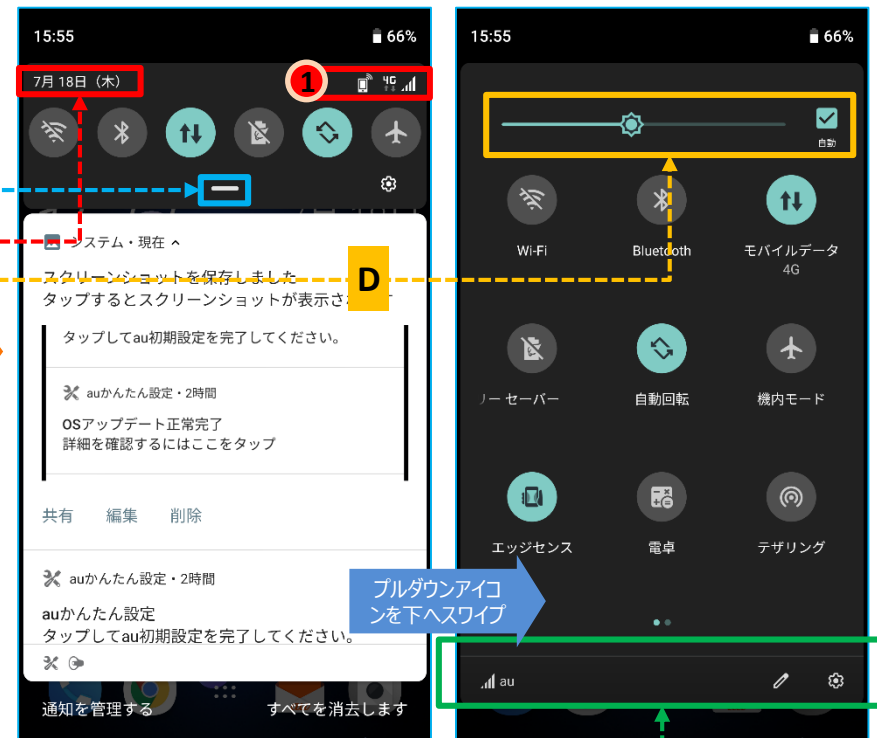 15:55
66%
7月 18日（木）
1
4G
システム・現在
スクリーンショットを保存しました
タップするとスクリーンショットが表示さ
タップしてau初期設定を完了してください。
auかんたん設定・2時間
OSアップデート正常完了
詳細を確認するにはここをタップ
共有 編集 削除
auかんたん設定・2時間
auかんたん設定
タップしてau初期設定を完了してください。
通知を管理する すべてを消去します
D
プルダウンアイコ
ンを下へスワイプ
15:55
66%
自動
Wi-Fi Bluetooth モバイルデータ
4G
ー セーバー 自動回転 機内モード
エッジセンス 電卓 テザリング
au